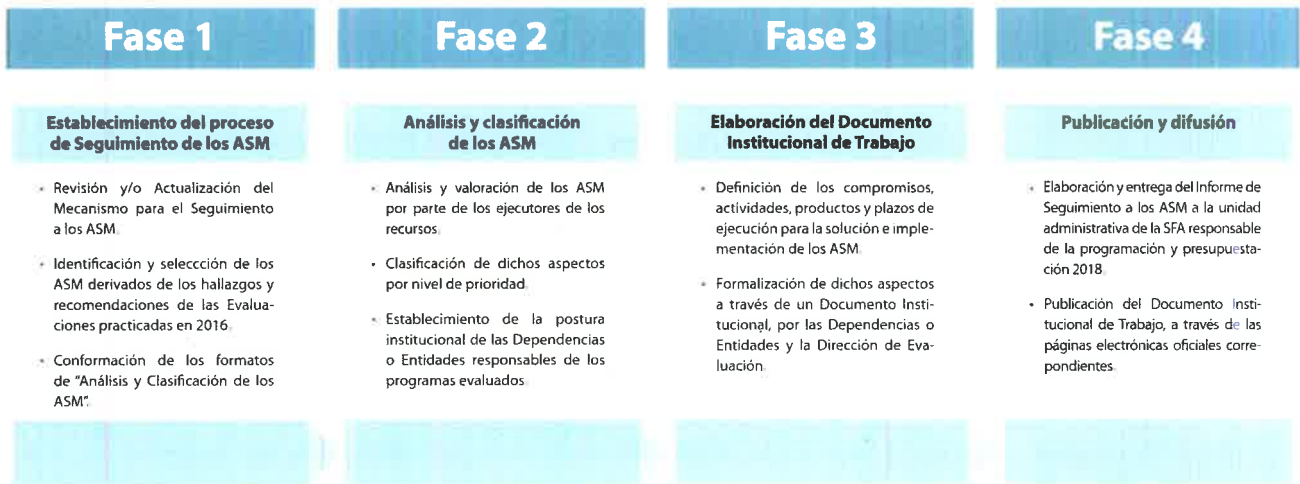 Fase 1
Establecimiento del proceso
de Seguimiento de los ASM
• Revisión y/o Actualización del
Mecanismo para el Seguimiento
a los ASM.
• Identificación y seleccción de los
ASM derivados de los hallazgos y
recomendaciones de las Evalua-
ciones practicadas en 2016.
• Conformación de los formatos
de "Análisis y Clasificación de los
ASM".
Fase 2
Análisis y clasificación
de los ASM
• Análisis y valoración de los ASM
por parte de los ejecutores de los
recursos.
• Clasificación de dichos aspectos
por nivel de prioridad.
• Establecimiento de la postura
institucional de las Dependencias
o Entidades responsables de los
programas evaluados.
Fase 3
Elaboración del Documento
Institucional de Trabajo
• Definición de los compromisos,
actividades, productos y plazos de
ejecución para la solución e imple-
mentación de los ASM.
• Formalización de dichos aspectos
a través de un Documento Insti-
tucional, por las Dependencias o
Entidades y la Dirección de Eva-
luación.
Fase 4
Publicación y difusión
• Elaboración y entrega del Informe de
Seguimiento a los ASM a la unidad
administrativa de la SFA responsable
de la programación y presupuesta-
ción 2018.
• Publicación del Documento Insti-
tucional de Trabajo, a través de las
páginas electrónicas oficiales corre-
pondientes.